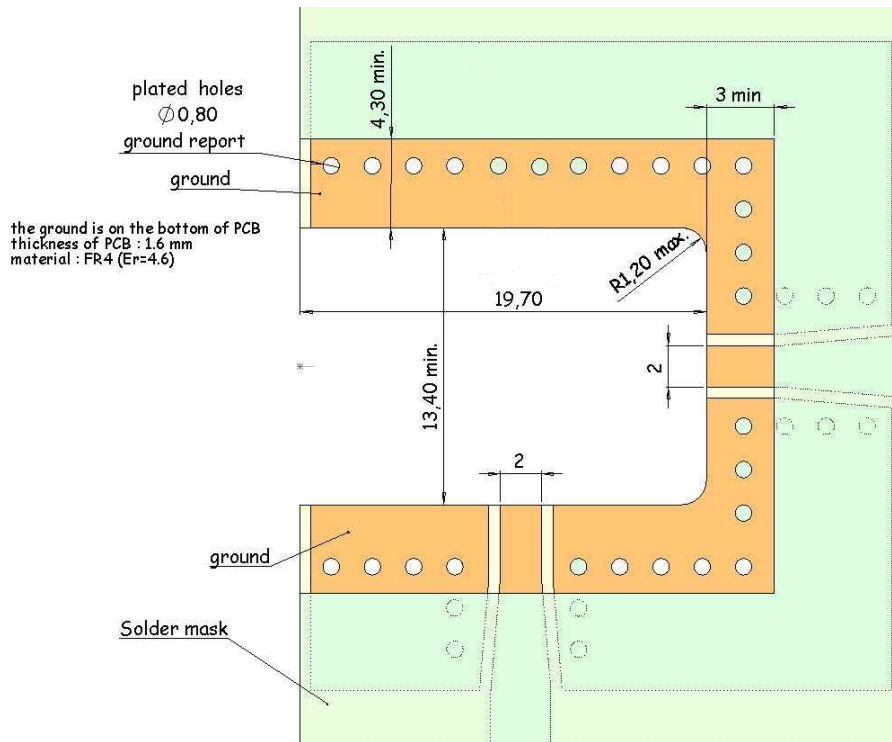 plated holes
∅0,80
ground report
ground
the ground is on the bottom of PCB
thickness of PCB : 1.6 mm
material : FR4 (Er=4.6)
4,30 min.
3 min
R1,20 max.
19,70
13,40 min.
2
2
ground
Solder mask